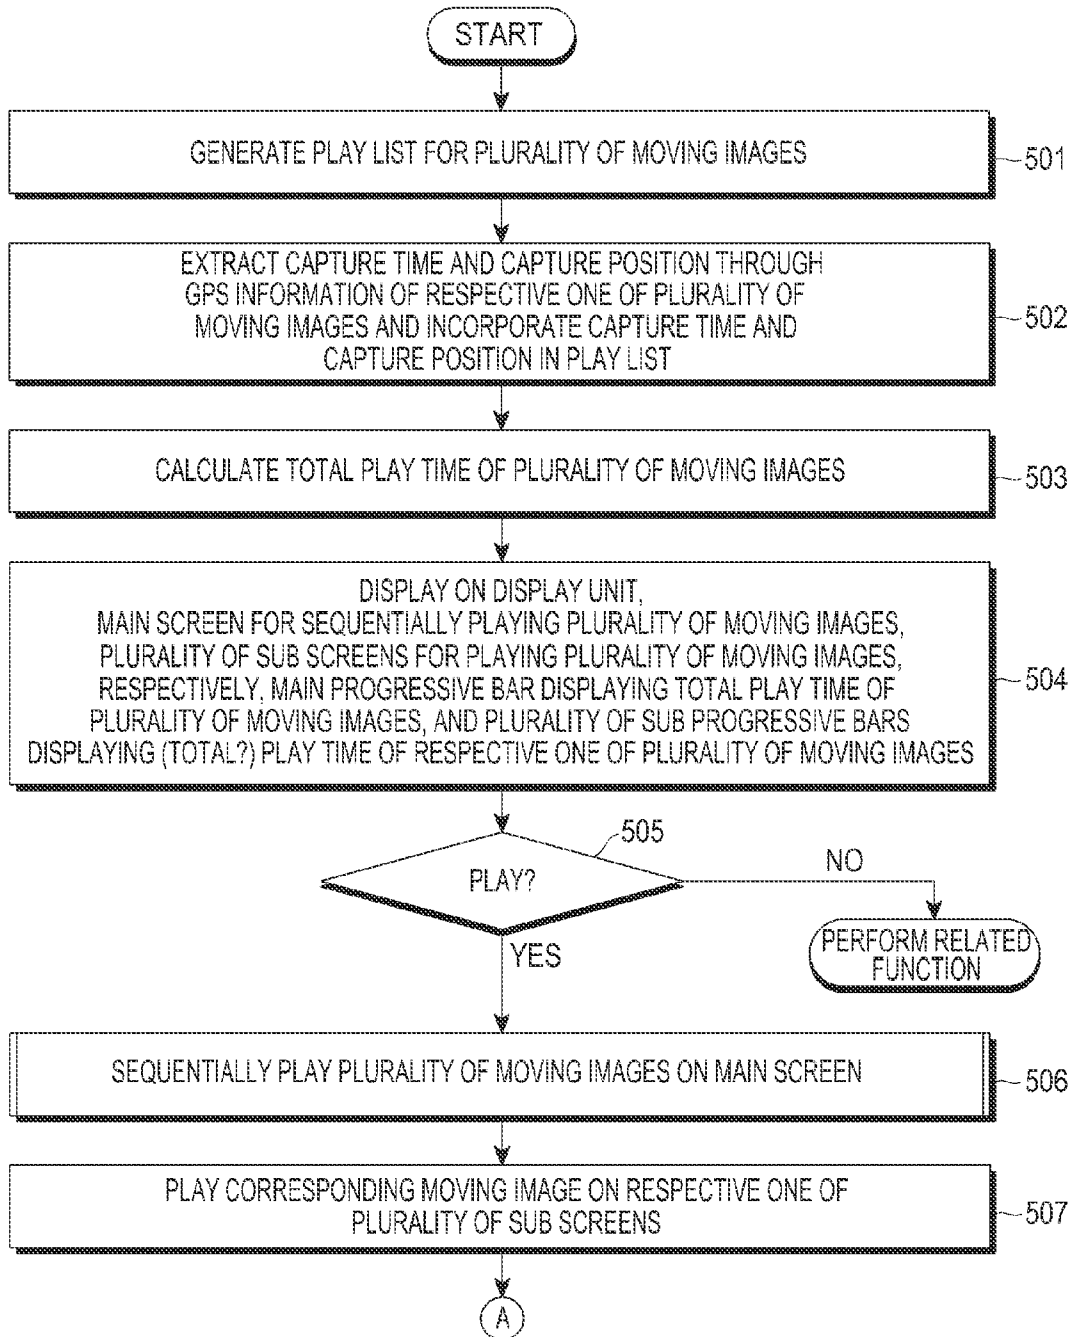 START
GENERATE PLAY LIST FOR PLURALITY OF MOVING IMAGES
501
EXTRACT CAPTURE TIME AND CAPTURE POSITION THROUGH
GPS INFORMATION OF RESPECTIVE ONE OF PLURALITY OF
MOVING IMAGES AND INCORPORATE CAPTURE TIME AND
CAPTURE POSITION IN PLAY LIST
502
CALCULATE TOTAL PLAY TIME OF PLURALITY OF MOVING IMAGES
503
DISPLAY ON DISPLAY UNIT,
MAIN SCREEN FOR SEQUENTIALLY PLAYING PLURALITY OF MOVING IMAGES,
PLURALITY OF SUB SCREENS FOR PLAYING PLURALITY OF MOVING IMAGES,
RESPECTIVELY, MAIN PROGRESSIVE BAR DISPLAYING TOTAL PLAY TIME OF
PLURALITY OF MOVING IMAGES, AND PLURALITY OF SUB PROGRESSIVE BARS
DISPLAYING (TOTAL?) PLAY TIME OF RESPECTIVE ONE OF PLURALITY OF MOVING IMAGES
504
505
PLAY?
NO
YES
PERFORM RELATED
FUNCTION
SEQUENTIALLY PLAY PLURALITY OF MOVING IMAGES ON MAIN SCREEN
506
PLAY CORRESPONDING MOVING IMAGE ON RESPECTIVE ONE OF
PLURALITY OF SUB SCREENS
507
A